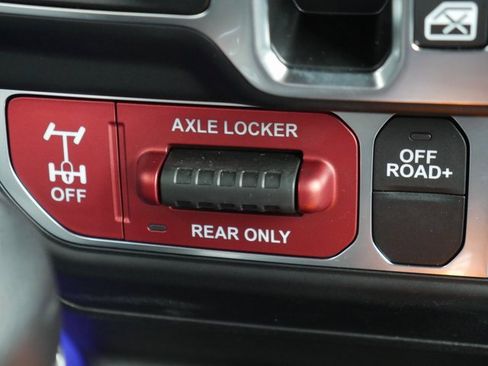 AXLE LOCKER
OFF
REAR ONLY
OFF
ROAD+